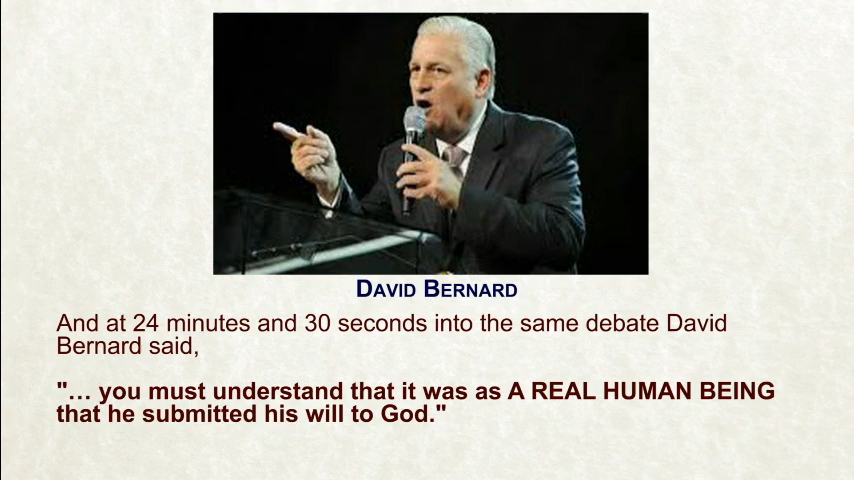 DAVID BERNARD
And at 24 minutes and 30 seconds into the same debate David
Bernard said,
"… you must understand that it was as A REAL HUMAN BEING
that he submitted his will to God."